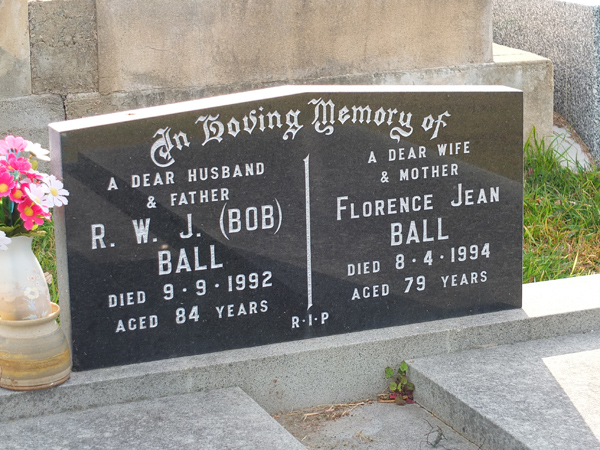 In Loving Memory of
A DEAR HUSBAND
& FATHER
R. W. J. (BOB)
BALL
DIED 9·9·1992
AGED 84 YEARS
A DEAR WIFE
& MOTHER
FLORENCE JEAN
BALL
DIED 8·4·1994
AGED 79 YEARS
R·I·P